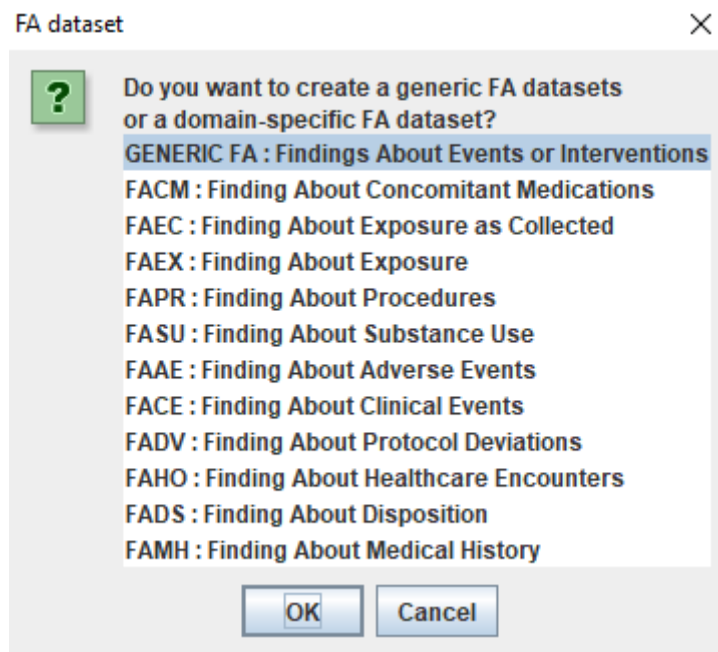 FA dataset
Do you want to create a generic FA datasets
or a domain-specific FA dataset?
GENERIC FA : Findings About Events or Interventions
FACM : Finding About Concomitant Medications
FAEC : Finding About Exposure as Collected
FAEX : Finding About Exposure
FAPR : Finding About Procedures
FASU : Finding About Substance Use
FAAE : Finding About Adverse Events
FACE : Finding About Clinical Events
FADV : Finding About Protocol Deviations
FAHO : Finding About Healthcare Encounters
FADS : Finding About Disposition
FAMH : Finding About Medical History
OK Cancel